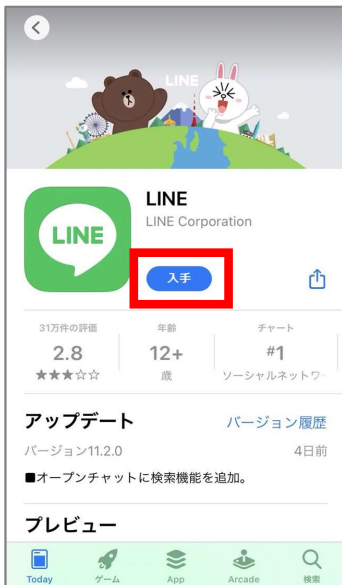 LINE
LINE
LINE
LINE Corporation
入手
31万件の評価
年齢
チャート
2.8
12+
#1
★★★☆☆
歳
ソーシャルネットワー
アップデート
バージョン履歴
バージョン11.2.0
4日前
■オープンチャットに検索機能を追加。
プレビュー
Today
ゲーム
App
Arcade
検索